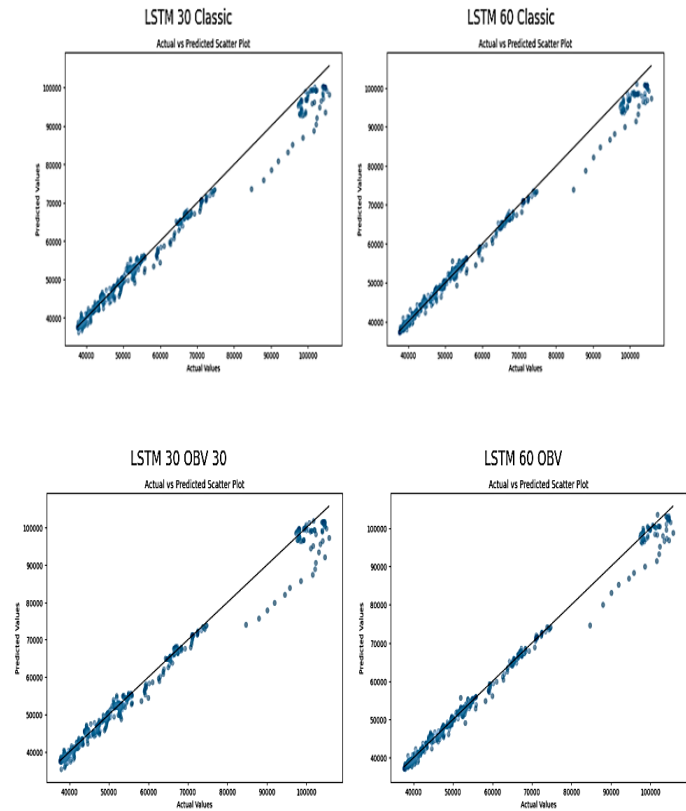 LSTM 30 Classic
Actual vs Predicted Scatter Plot
Predicted Values
100000
90000
80000
70000
60000
50000
40000
40000 50000 60000 70000 80000 90000 100000
Actual Values
LSTM 60 Classic
Actual vs Predicted Scatter Plot
Predicted Values
100000
90000
80000
70000
60000
50000
40000
40000 50000 60000 70000 80000 90000 100000
Actual Values
LSTM 30 OBV 30
Actual vs Predicted Scatter Plot
Predicted Values
100000
90000
80000
70000
60000
50000
40000
40000 50000 60000 70000 80000 90000 100000
Actual Values
LSTM 60 OBV
Actual vs Predicted Scatter Plot
Predicted Values
100000
90000
80000
70000
60000
50000
40000
40000 50000 60000 70000 80000 90000 100000
Actual Values